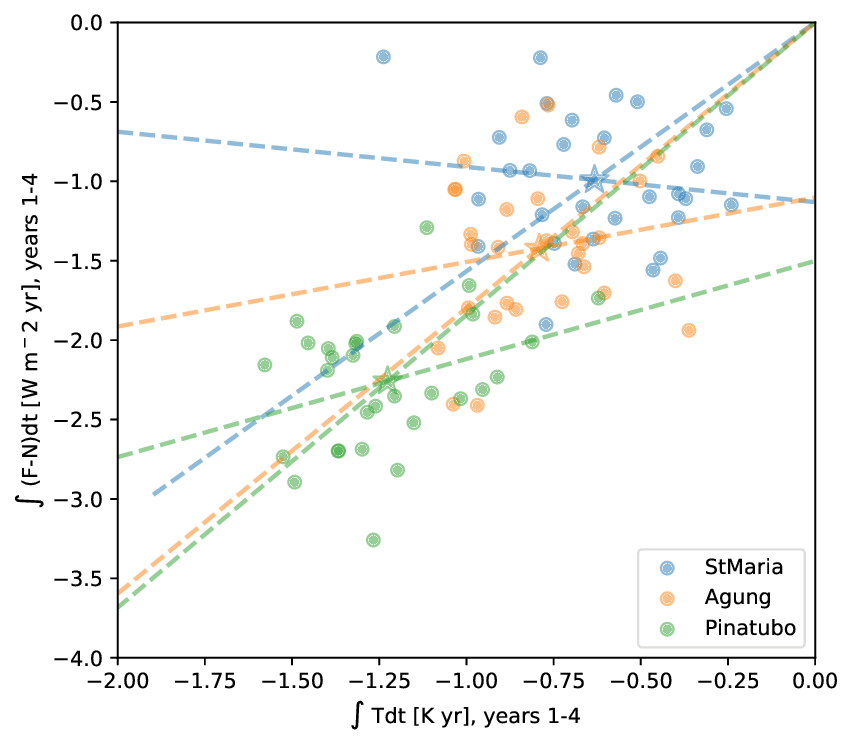 0.0
−0.5
−1.0
−1.5
−2.0
−2.5
−3.0
−3.5
−4.0
∫ (F-N)dt [W m−2 yr], years 1-4
StMaria
Agung
Pinatubo
−2.00 −1.75 −1.50 −1.25 −1.00 −0.75 −0.50 −0.25 0.00
∫ Tdt [K yr], years 1-4